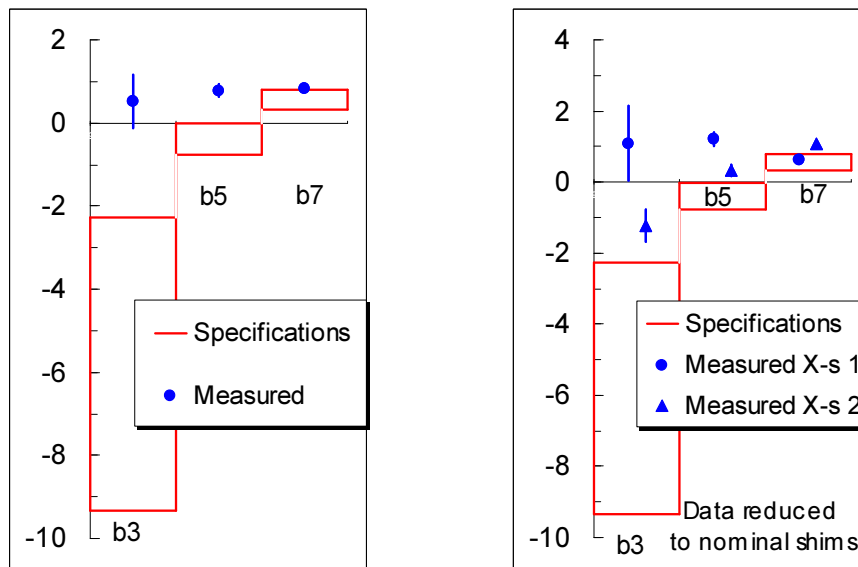 2
0
-2
-4
-6
-8
-10
b3
b5
b7
Specifications
Measured
4
2
0
-2
-4
-6
-8
-10
b3
b5
b7
Specifications
Measured X-s 1
Measured X-s 2
Data reduced
to nominal shims